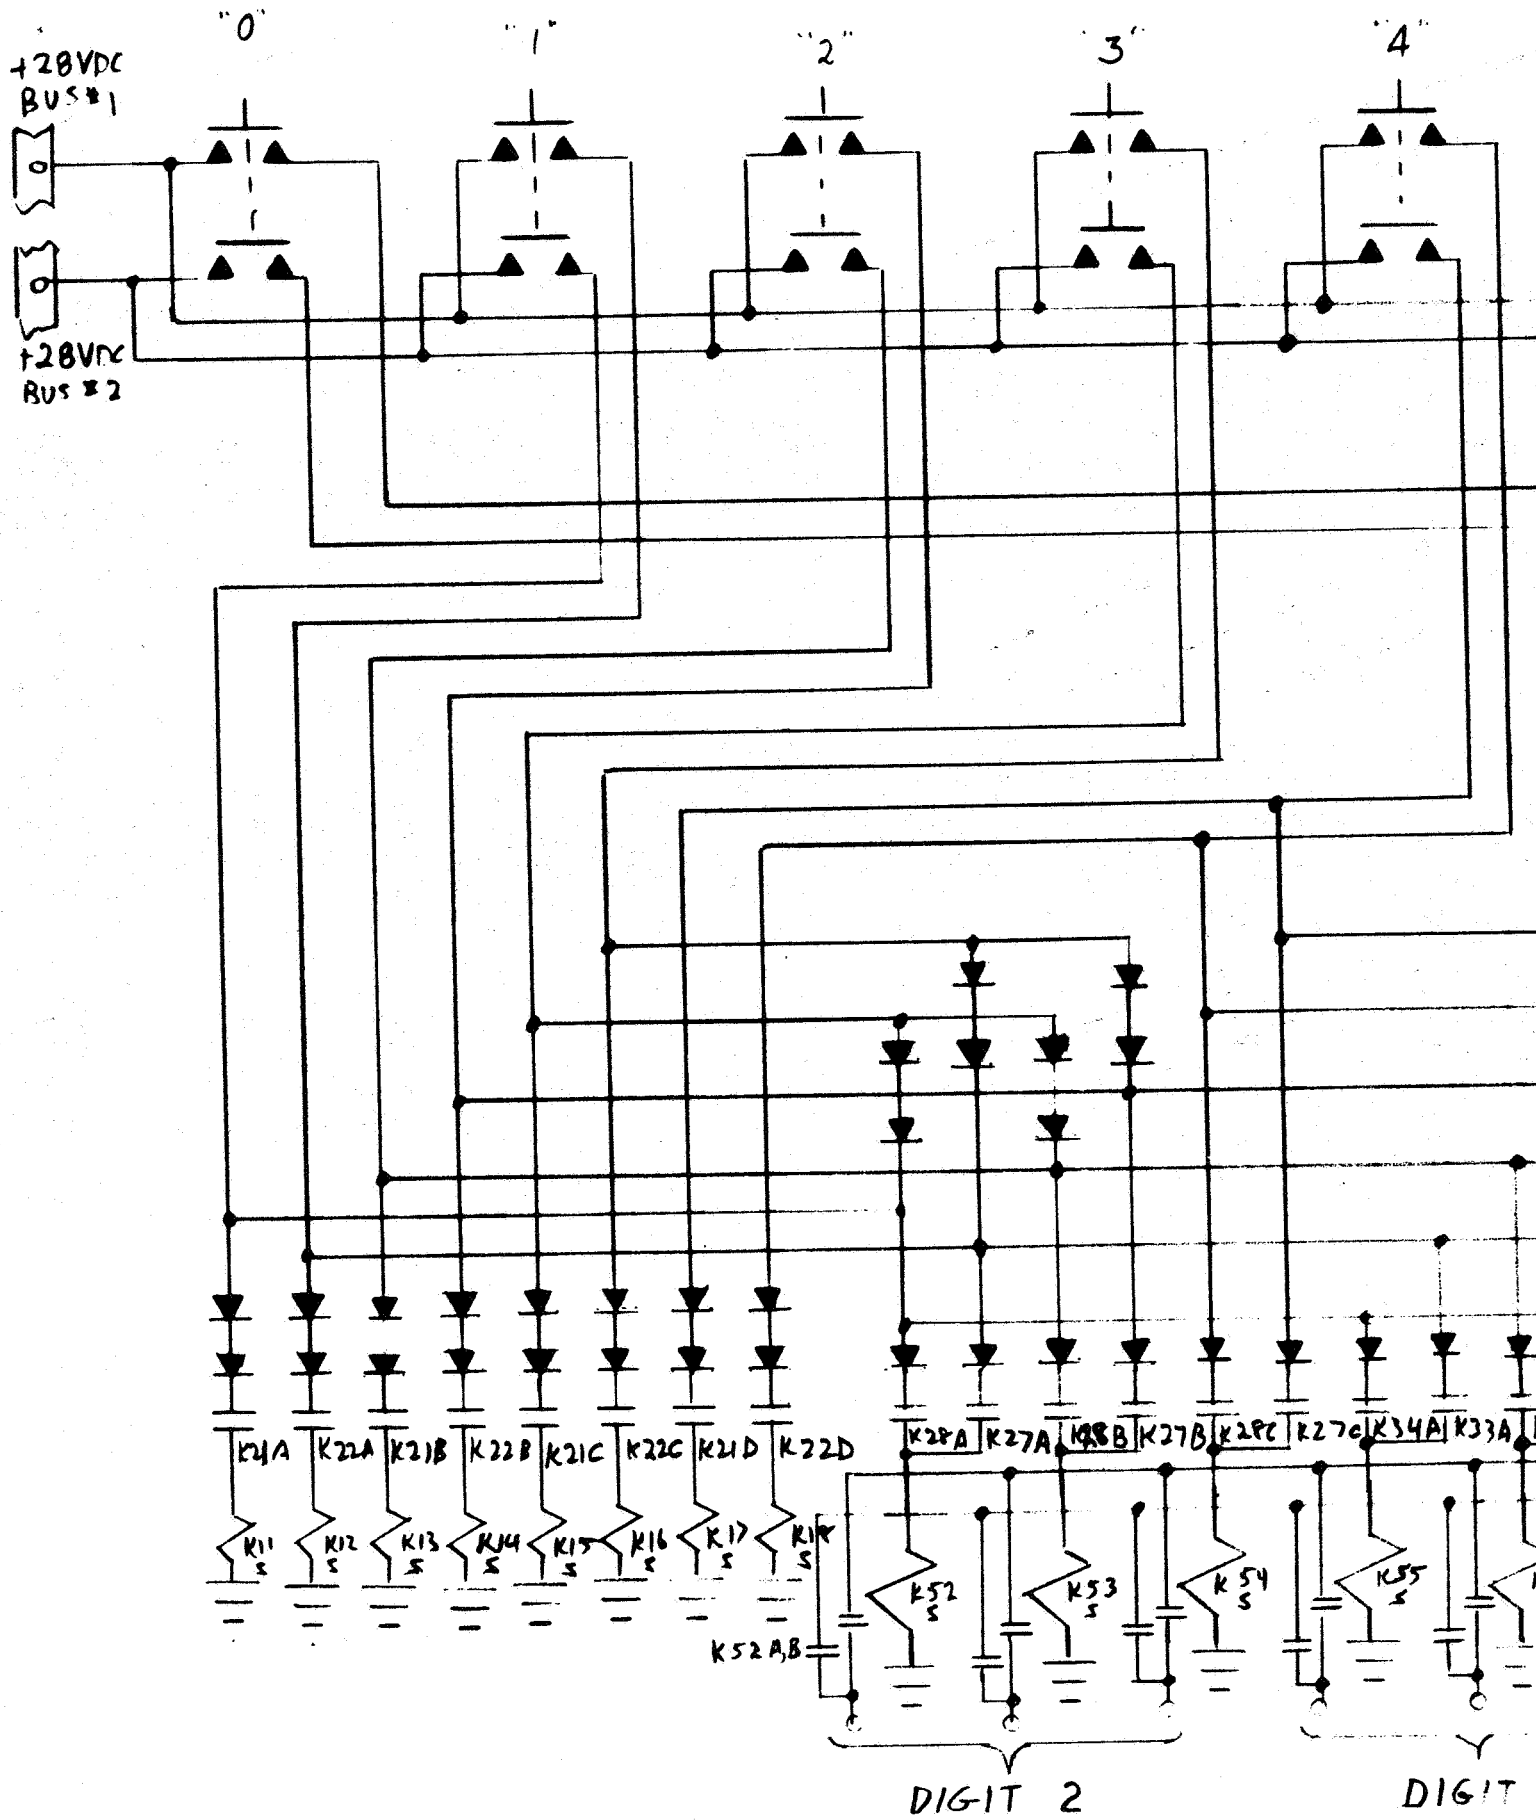 "0" "1" "2" "3" "4"
+28VDC
BUS #1
+28VDC
BUS #2
K28A K27A K28B K27B K28C K27C K34A K33A
K21A K22A K21B K22B K21C K22C K21D K22D
K11 K12 K13 K14 K15 K16 K17 K18
S S S S S S S S
K52 K53 K54 K55
S S S S
K52 A,B
DIGIT 2 DIGIT